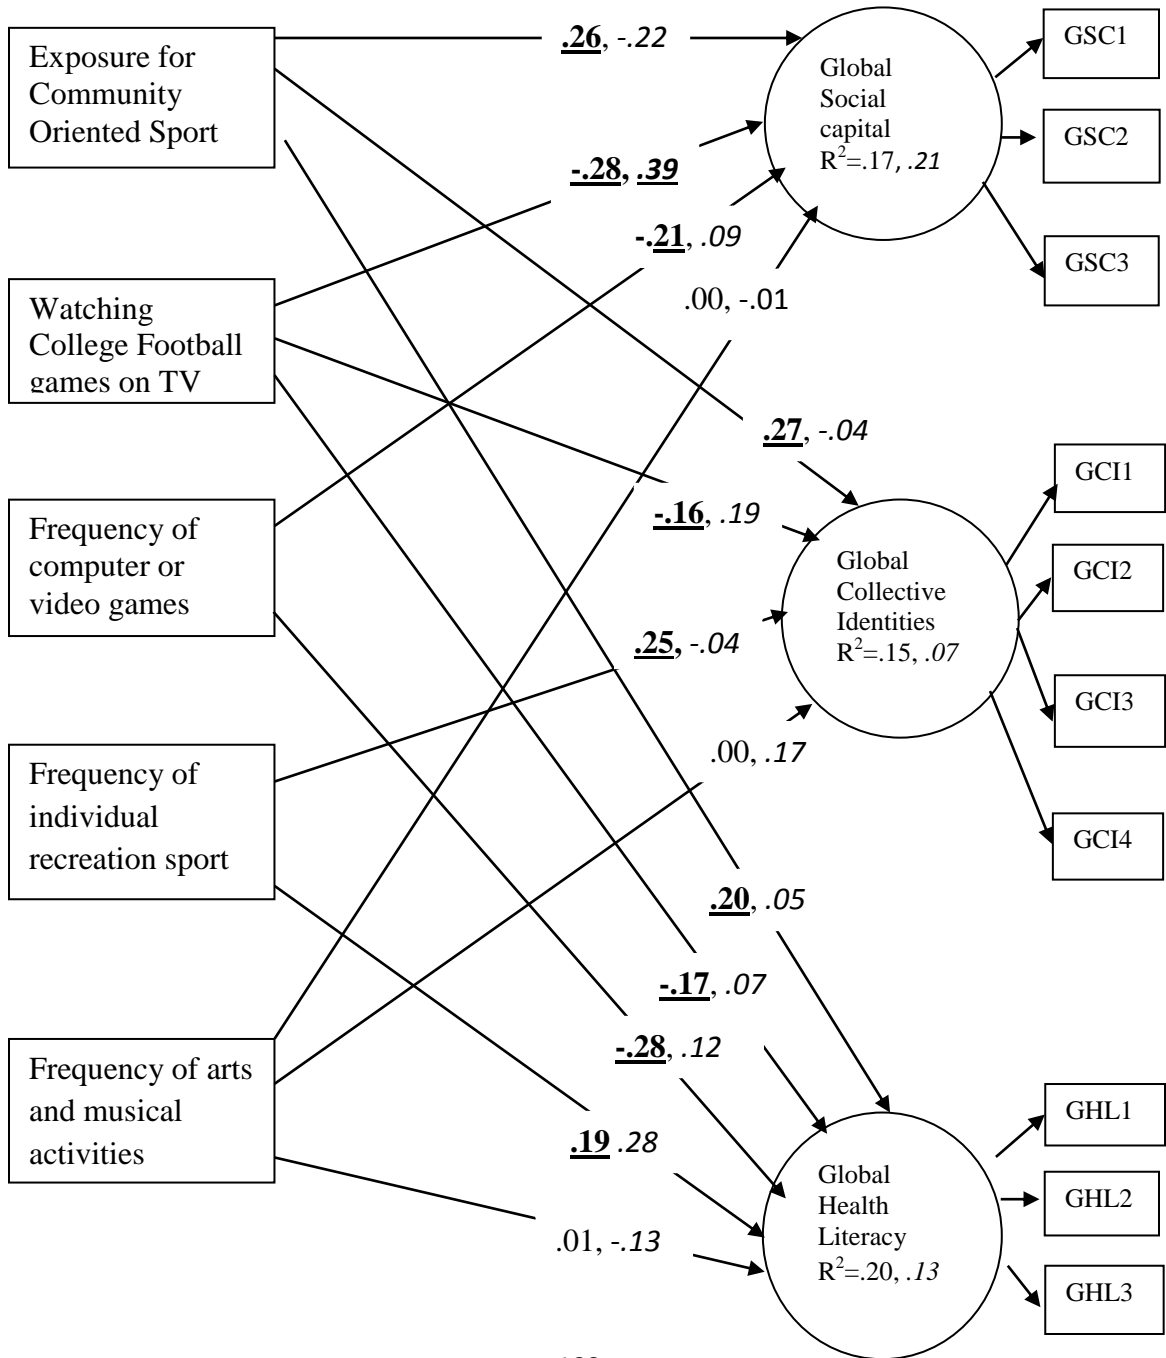 Exposure for
Community
Oriented Sport
Watching
College Football
games on TV
Frequency of
computer or
video games
Frequency of
individual
recreation sport
Frequency of arts
and musical
activities
.26, -.22
-.28, .39
-.21, .09
.00, -.01
.27, -.04
-.16, .19
.25, -.04
.00, .17
.20, .05
-.17, .07
-.28, .12
.19 .28
.01, -.13
Global
Social
capital
R²=.17, .21
Global
Collective
Identities
R²=.15, .07
Global
Health
Literacy
R²=.20, .13
GSC1
GSC2
GSC3
GCI1
GCI2
GCI3
GCI4
GHL1
GHL2
GHL3